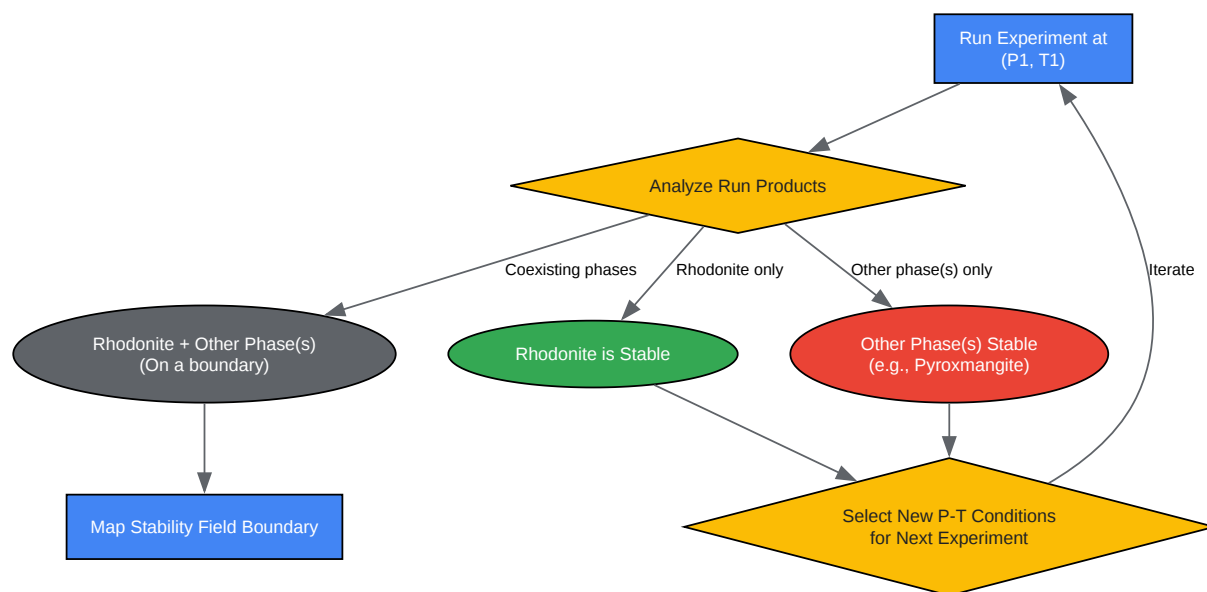 Run Experiment at
(P1, T1)
Analyze Run Products
Coexisting phases
Rhodonite only
Other phase(s) only
Iterate
Rhodonite + Other Phase(s)
(On a boundary)
Rhodonite is Stable
Other Phase(s) Stable
(e.g., Pyroxmangite)
Map Stability Field Boundary
Select New P-T Conditions
for Next Experiment